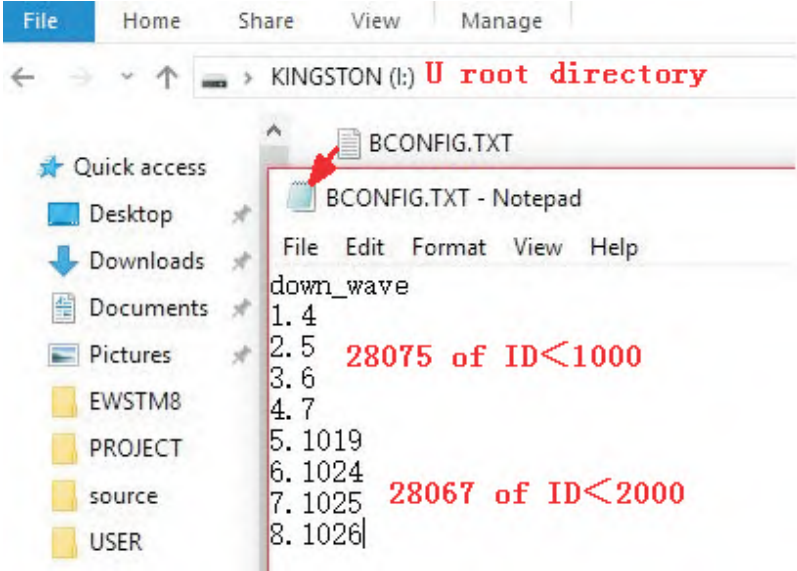 File Home Share View Manage
KINGSTON (I:) U root directory
BCONFIG.TXT
Quick access
Desktop
Downloads
Documents
Pictures
EWSTM8
PROJECT
source
USER
BCONFIG.TXT - Notepad
File Edit Format View Help
down_wave
1.4
2.5
3.6
4.7
28075 of ID<1000
5.1019
6.1024
7.1025
8.1026
28067 of ID<2000